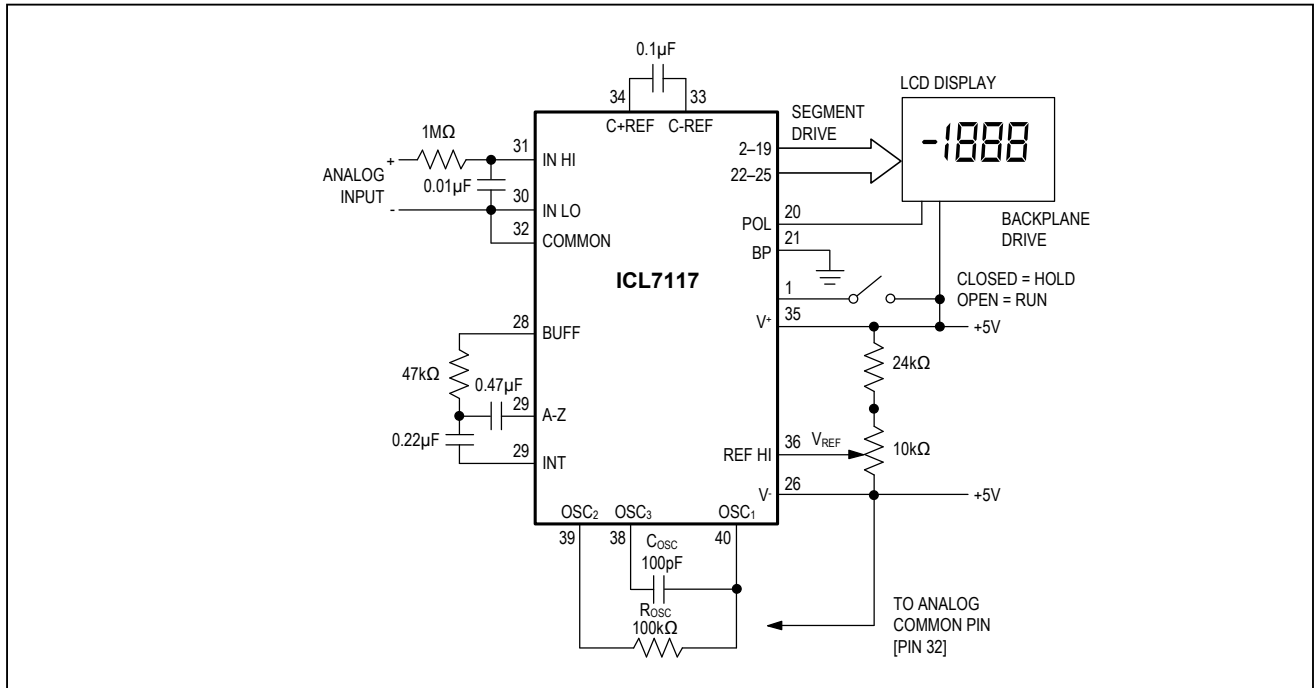 0.1µF
34
33
C+REF
C-REF
LCD DISPLAY
-1888
SEGMENT
DRIVE
2–19
22–25
1MΩ
31
IN HI
+
ANALOG
INPUT
-
0.01µF
30
IN LO
32
COMMON
POL
20
BP
21
BACKPLANE
DRIVE
ICL7117
1
CLOSED = HOLD
OPEN = RUN
V+
35
+5V
28
BUFF
47kΩ
0.47µF
29
A-Z
0.22µF
29
INT
24kΩ
REF HI
36
VREF
10kΩ
V-
26
+5V
OSC2
OSC3
OSC1
39
38
40
COSC
100pF
ROSC
100kΩ
TO ANALOG
COMMON PIN
[PIN 32]